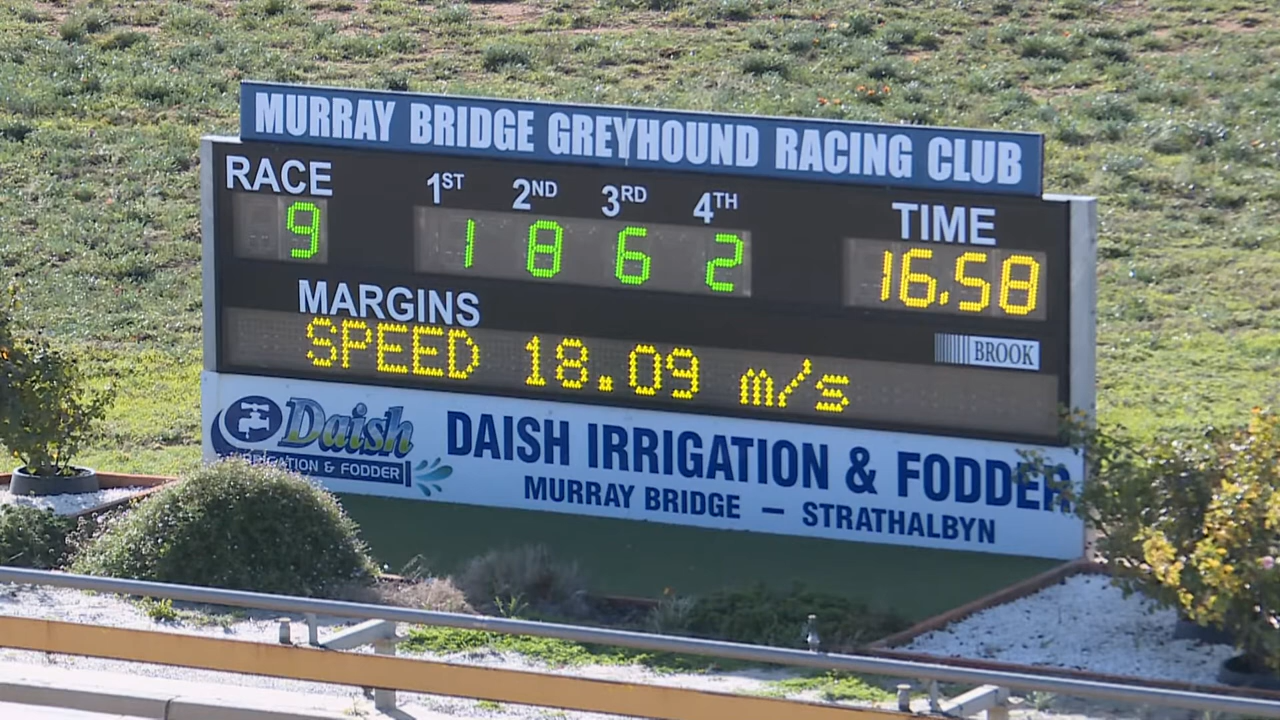 MURRAY BRIDGE GREYHOUND RACING CLUB
RACE 1ST 2ND 3RD 4TH TIME
9 1 8 6 2 16.58
MARGINS
BROOK
SPEED 18.09 m/s
Daish
IRRIGATION & FODDER
DAISH IRRIGATION & FODDER
MURRAY BRIDGE – STRATHALBYN